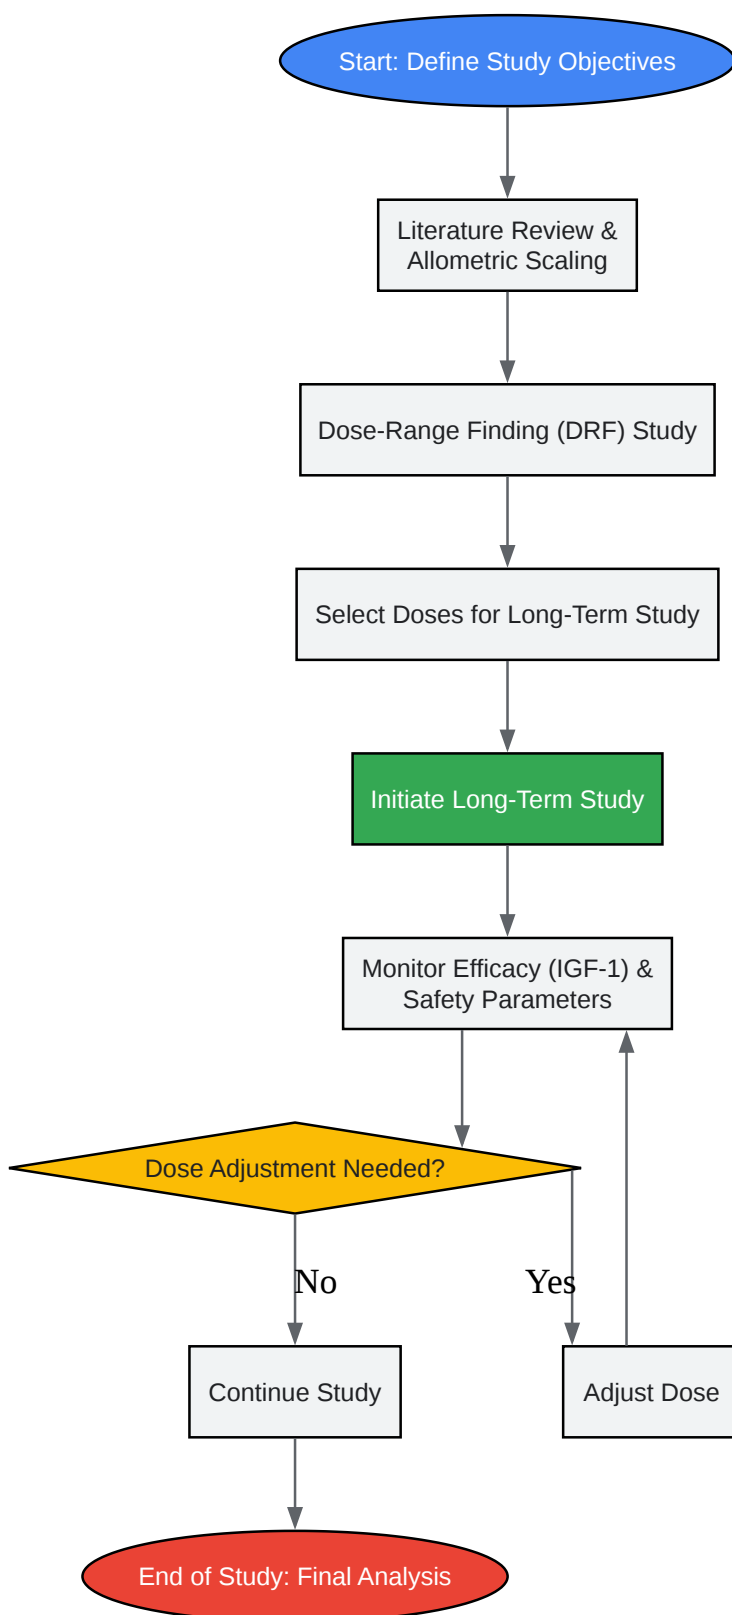 Start: Define Study Objectives
Literature Review &
Allometric Scaling
Dose-Range Finding (DRF) Study
Select Doses for Long-Term Study
Initiate Long-Term Study
Monitor Efficacy (IGF-1) &
Safety Parameters
Dose Adjustment Needed?
No
Yes
Continue Study
Adjust Dose
End of Study: Final Analysis